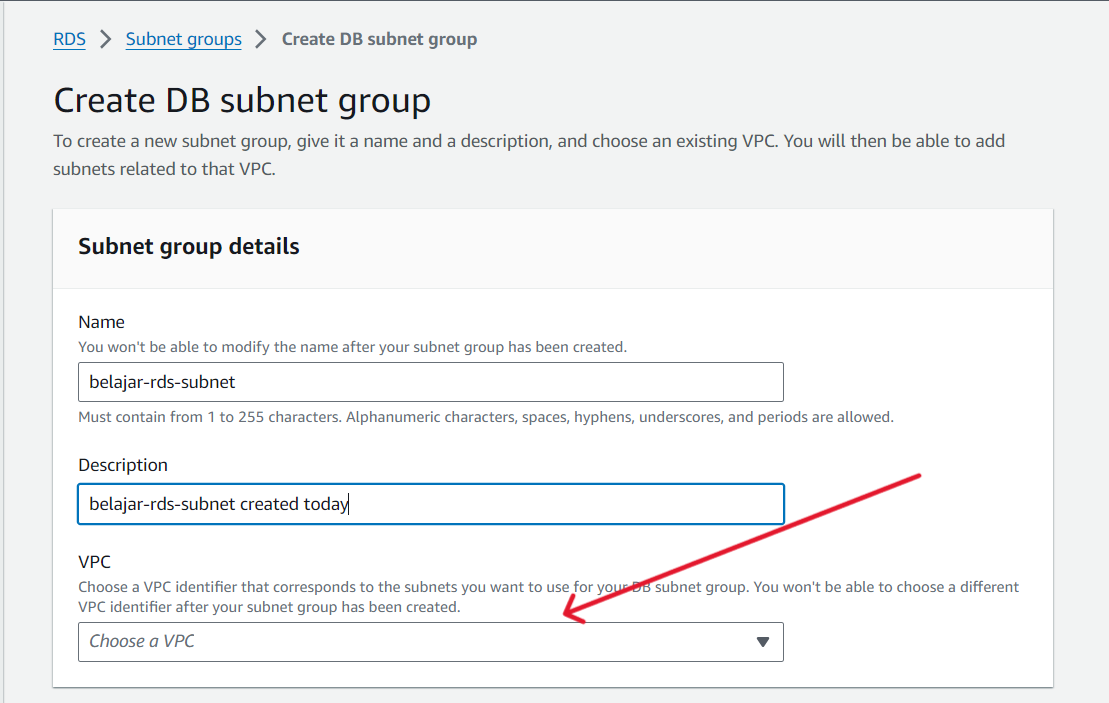 RDS > Subnet groups > Create DB subnet group
Create DB subnet group
To create a new subnet group, give it a name and a description, and choose an existing VPC. You will then be able to add
subnets related to that VPC.
Subnet group details
Name
You won't be able to modify the name after your subnet group has been created.
belajar-rds-subnet
Must contain from 1 to 255 characters. Alphanumeric characters, spaces, hyphens, underscores, and periods are allowed.
Description
belajar-rds-subnet created today
VPC
Choose a VPC identifier that corresponds to the subnets you want to use for your DB subnet group. You won't be able to choose a different
VPC identifier after your subnet group has been created.
Choose a VPC